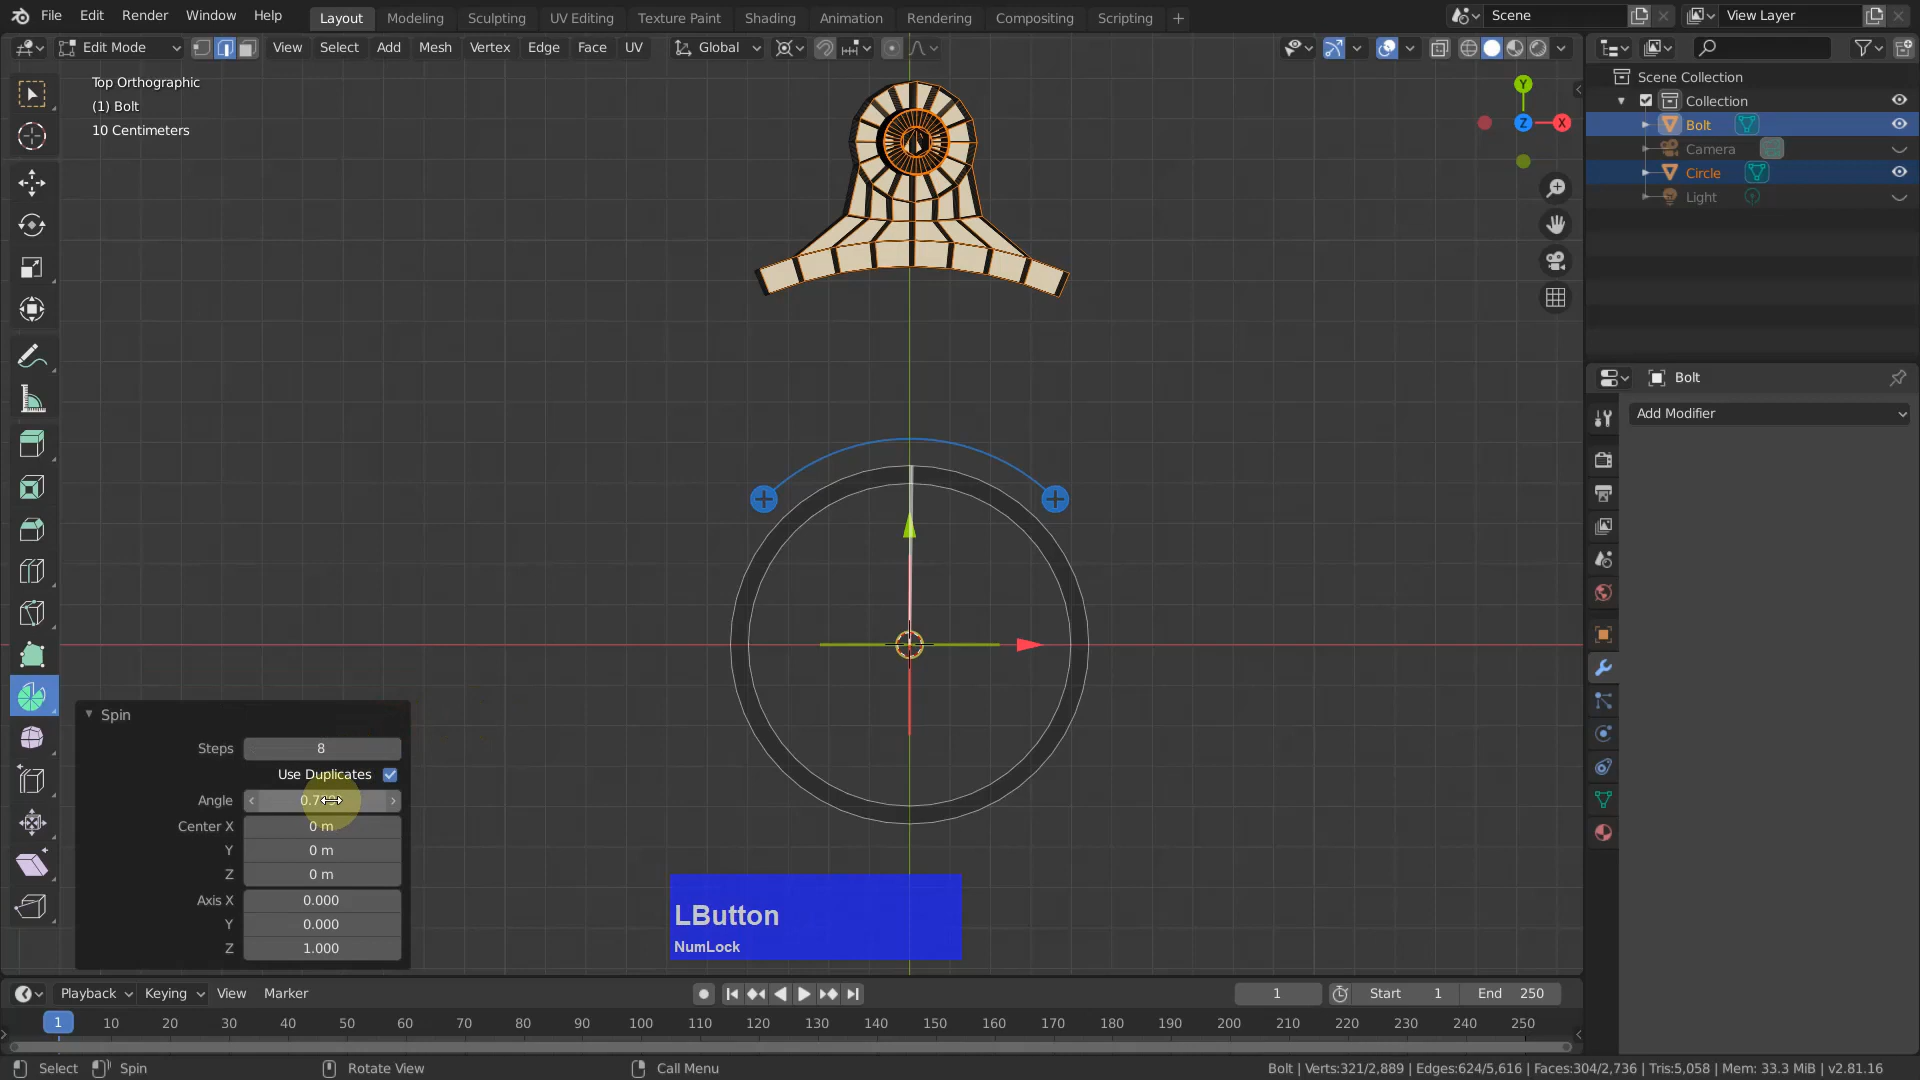 File Edit Render Window Help Layout Modeling Sculpting UV Editing Texture Paint Shading Animation Rendering Compositing Scripting Scene View Layer
Edit Mode View Select Add Mesh Vertex Edge Face UV Global
Top Orthographic
(1) Bolt
10 Centimeters
Y
Z X
Scene Collection
Collection
Bolt
Camera
Circle
Light
Bolt
Add Modifier
Spin
Steps 8
Use Duplicates
Angle
Center X 0 m
Y 0 m
Z 0 m
Axis X 0.000
Y 0.000
Z 1.000
LButton
NumLock
Playback Keying View Marker 1 Start 1 End 250
1 10 20 30 40 50 60 70 80 90 100 110 120 130 140 150 160 170 180 190 200 210 220 230 240 250
Select Spin Rotate View Call Menu Bolt | Verts:321/2,889 | Edges:624/5,616 | Faces:304/2,736 | Tris:5,058 | Mem: 33.3 MiB | v2.81.16